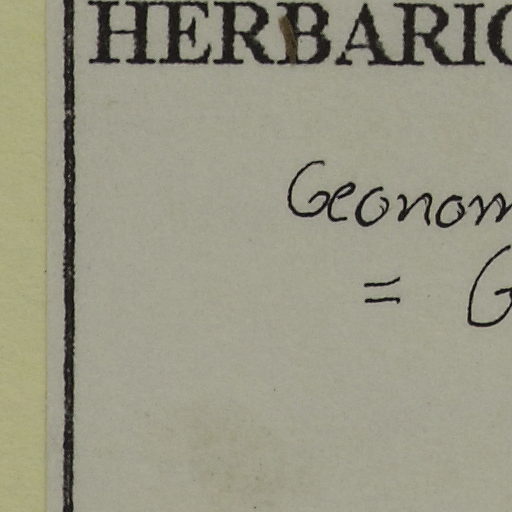 HERBARIO
Geonom
= G